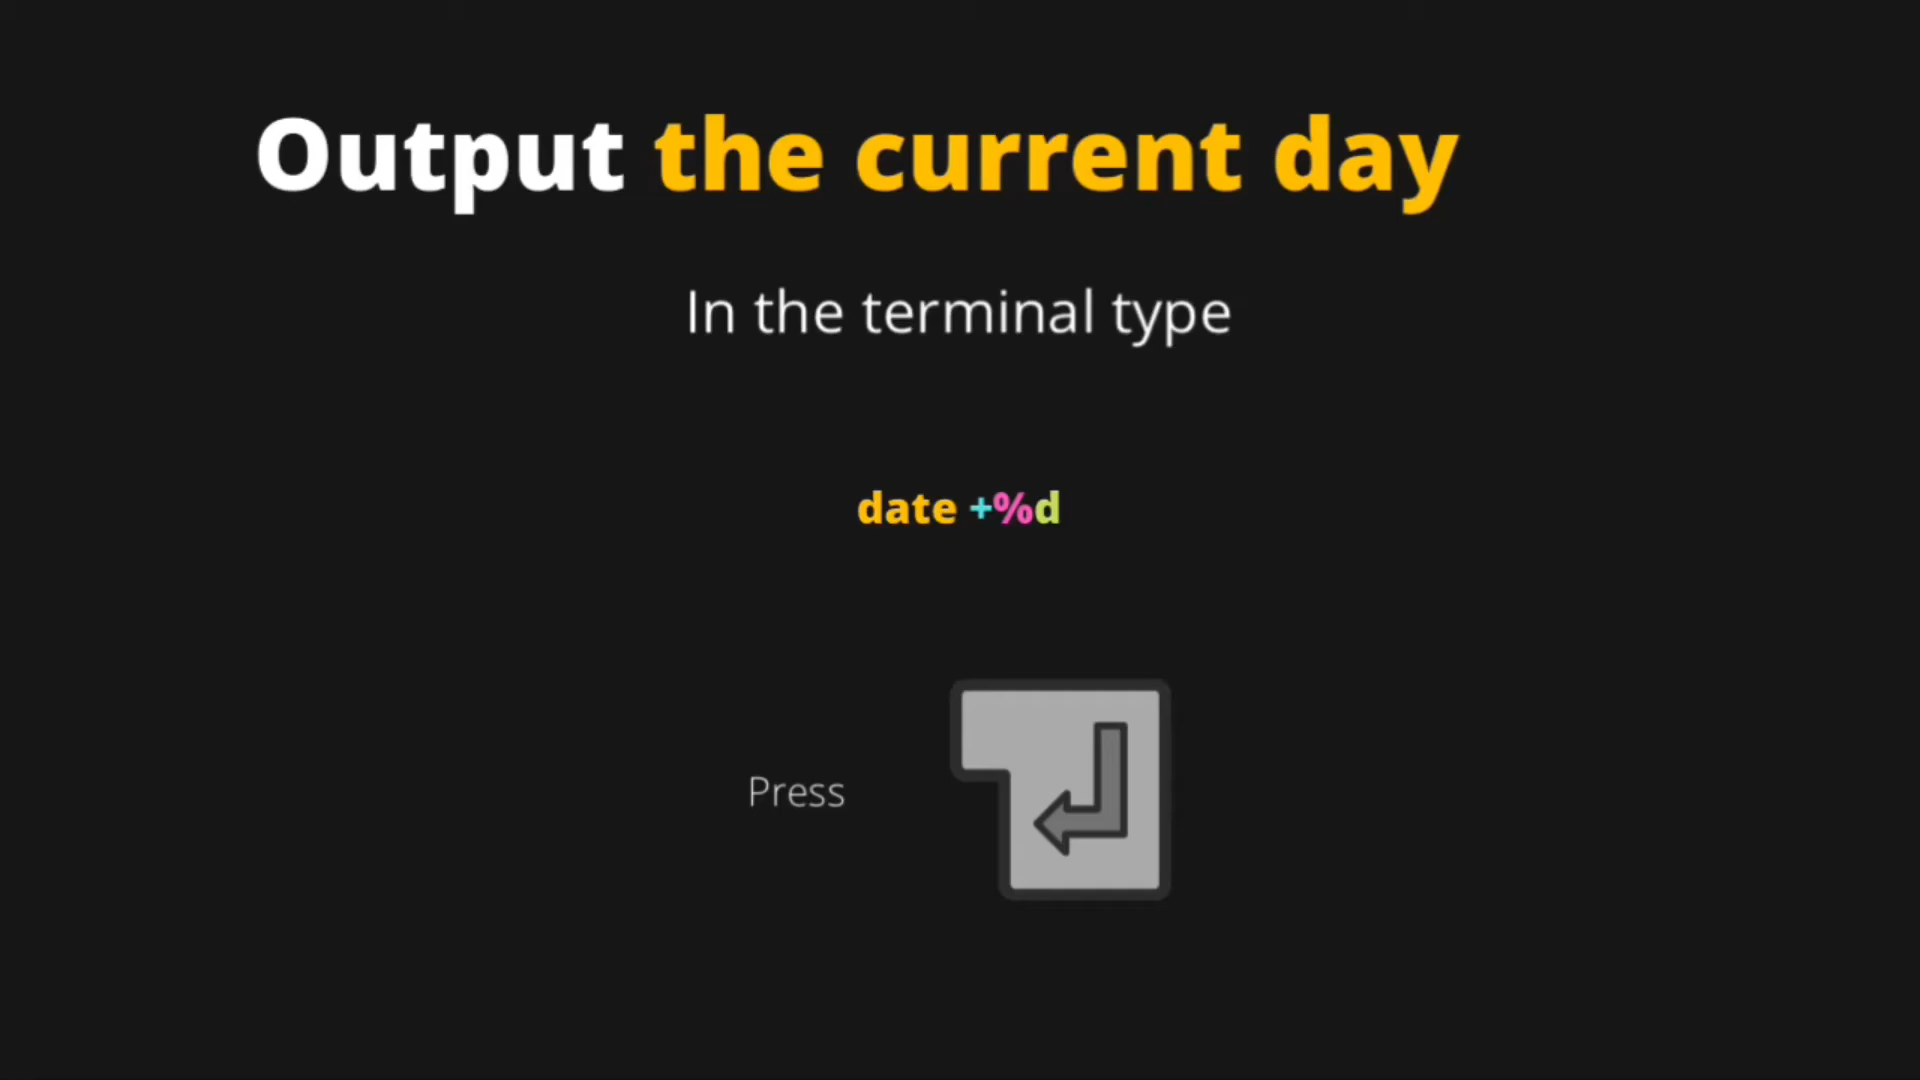 Output the current day
In the terminal type
date +%d
Press